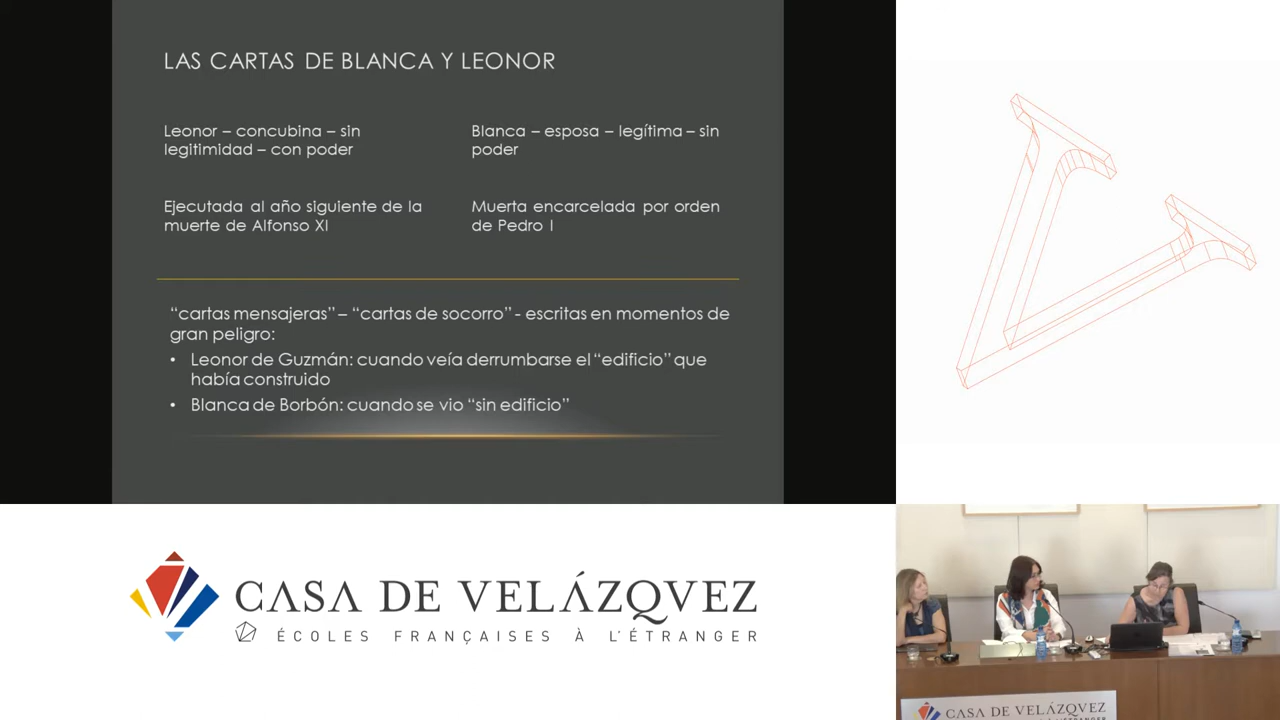 LAS CARTAS DE BLANCA Y LEONOR
Leonor – concubina – sin
legitimidad – con poder
Ejecutada al año siguiente de la
muerte de Alfonso XI
Blanca – esposa – legítima – sin
poder
Muerta encarcelada por orden
de Pedro I
“cartas mensajeras” – “cartas de socorro” - escritas en momentos de
gran peligro:
• Leonor de Guzmán: cuando veía derrumbarse el “edificio” que
había construido
• Blanca de Borbón: cuando se vio “sin edificio”
CASA DE VELÁZQVEZ
ÉCOLES FRANÇAISES À L'ÉTRANGER
CASA DE VELÁZQVEZ